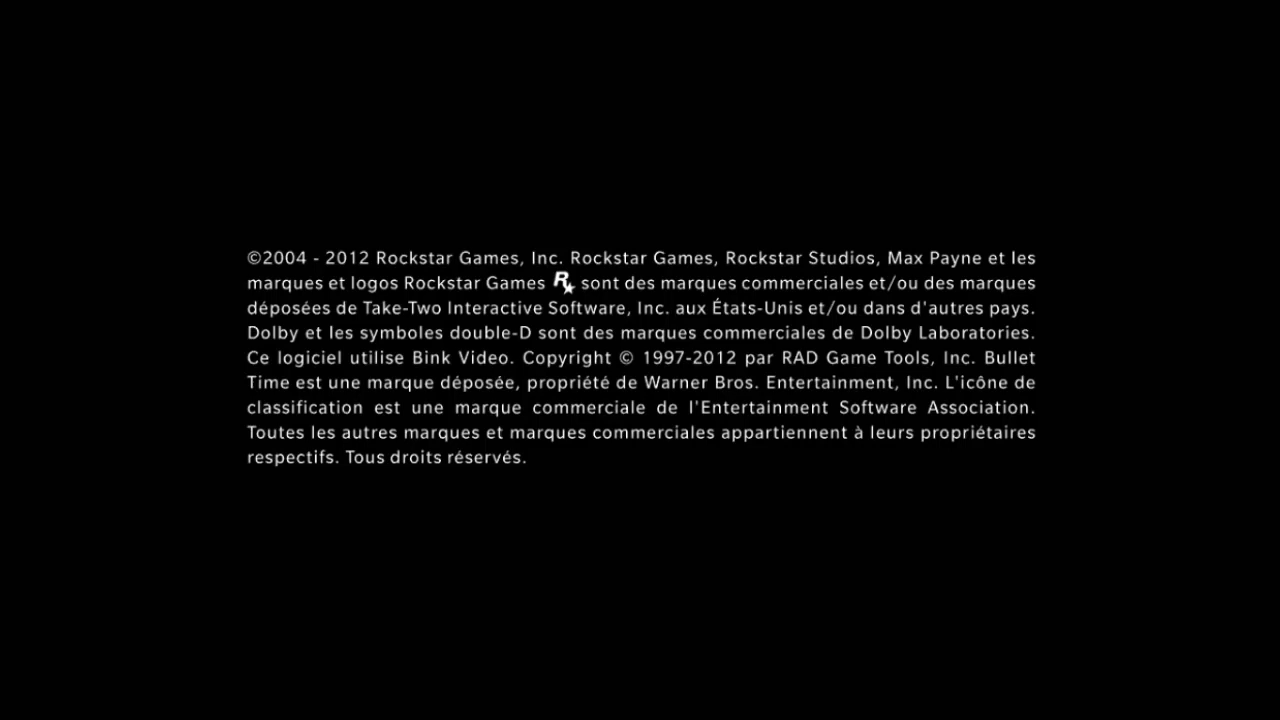 ©2004 - 2012 Rockstar Games, Inc. Rockstar Games, Rockstar Studios, Max Payne et les
marques et logos Rockstar Games R sont des marques commerciales et/ou des marques
déposées de Take-Two Interactive Software, Inc. aux États-Unis et/ou dans d'autres pays.
Dolby et les symboles double-D sont des marques commerciales de Dolby Laboratories.
Ce logiciel utilise Bink Video. Copyright © 1997-2012 par RAD Game Tools, Inc. Bullet
Time est une marque déposée, propriété de Warner Bros. Entertainment, Inc. L'icône de
classification est une marque commerciale de l'Entertainment Software Association.
Toutes les autres marques et marques commerciales appartiennent à leurs propriétaires
respectifs. Tous droits réservés.